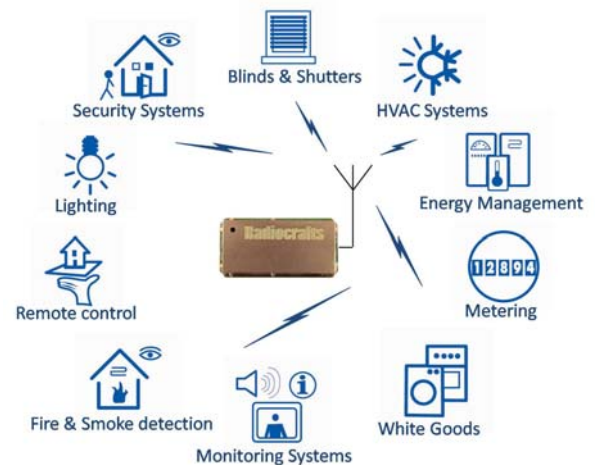 Blinds & Shutters
Security Systems
HVAC Systems
Lighting
Energy Management
Radiocrafts
Remote control
12894
Metering
Fire & Smoke detection
White Goods
Monitoring Systems